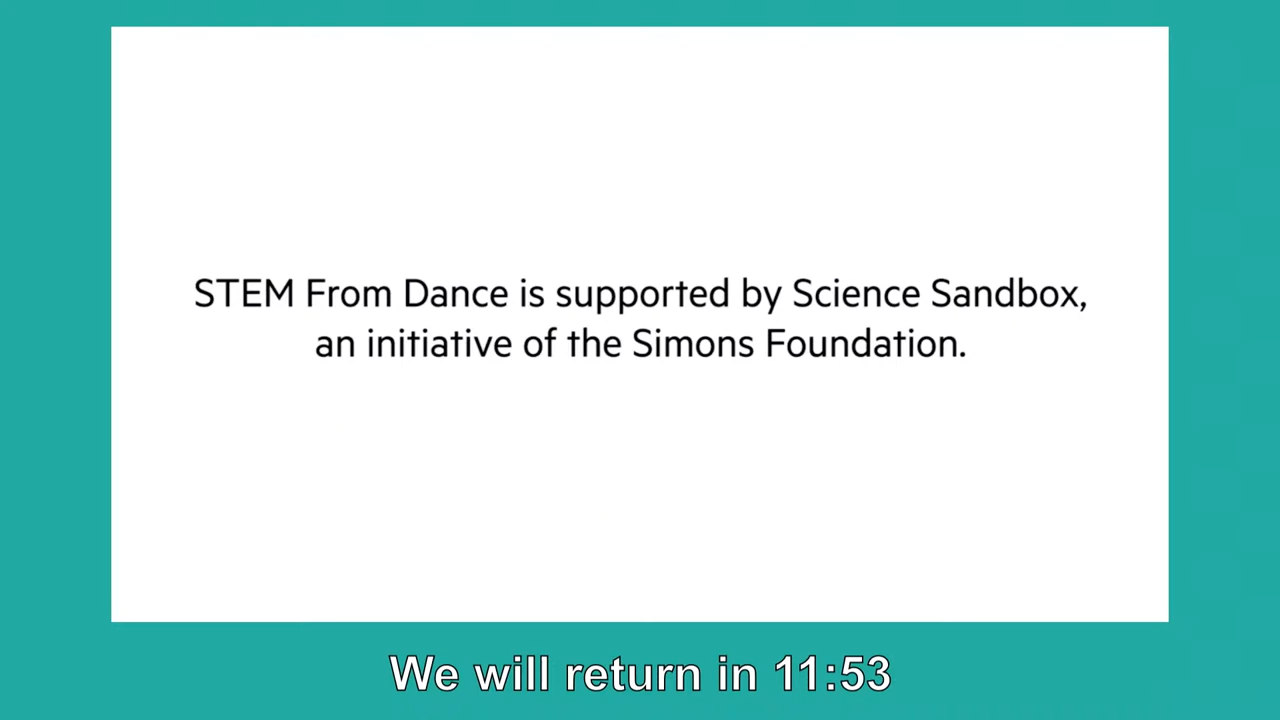 STEM From Dance is supported by Science Sandbox,
an initiative of the Simons Foundation.
We will return in 11:53